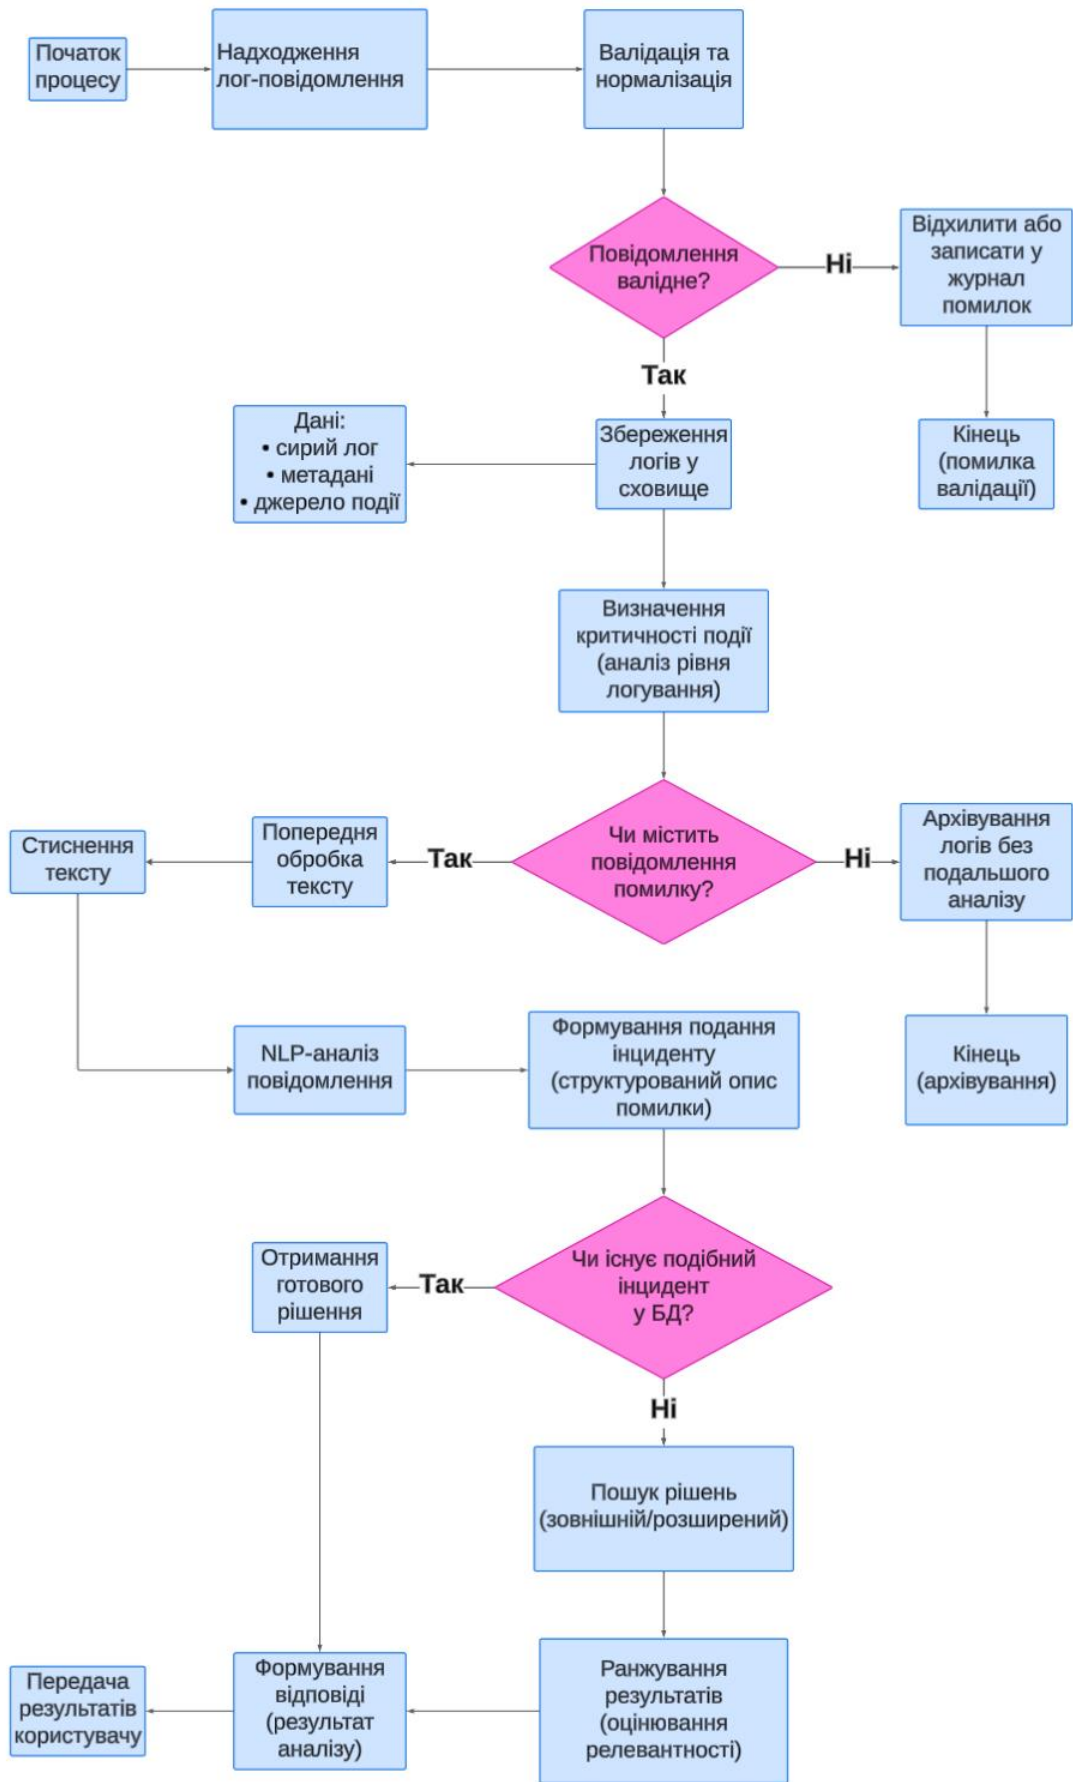 Початок
процесу
Надходження
лог-повідомлення
Валідація та
нормалізація
Повідомлення
валідне?
Ні
Відхилити або
записати у
журнал
помилок
Так
Дані:
• сирий лог
• метадані
• джерело події
Збереження
логів у
сховище
Кінець
(помилка
валідації)
Визначення
критичності події
(аналіз рівня
логування)
Стиснення
тексту
Попередня
обробка
тексту
Так
Чи містить
повідомлення
помилку?
Ні
Архівування
логів без
подальшого
аналізу
NLP-аналіз
повідомлення
Формування подання
інциденту
(структурований опис
помилки)
Кінець
(архівування)
Отримання
готового
рішення
Так
Чи існує подібний
інцидент
у БД?
Ні
Пошук рішень
(зовнішній/розширений)
Передача
результатів
користувачу
Формування
відповіді
(результат
аналізу)
Ранжування
результатів
(оцінювання
релевантності)